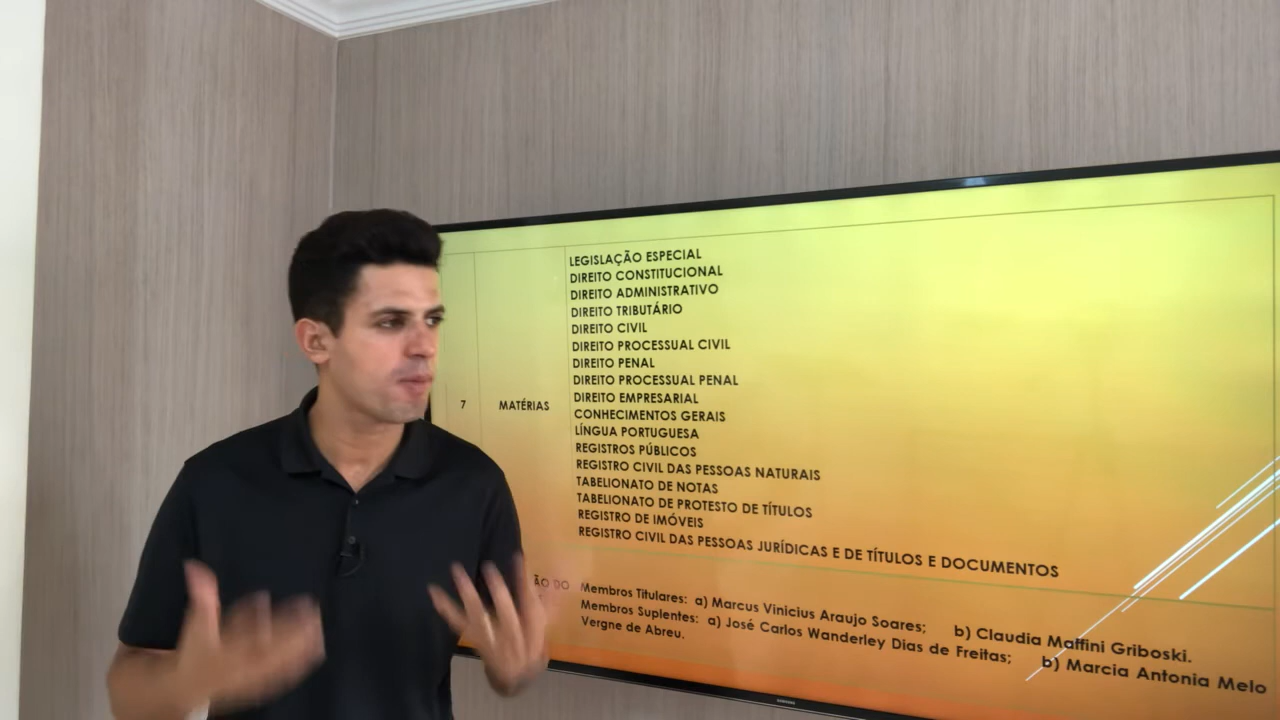 LEGISLAÇÃO ESPECIAL
DIREITO CONSTITUCIONAL
DIREITO ADMINISTRATIVO
DIREITO TRIBUTÁRIO
DIREITO CIVIL
DIREITO PROCESSUAL CIVIL
DIREITO PENAL
DIREITO PROCESSUAL PENAL
7 MATÉRIAS DIREITO EMPRESARIAL
CONHECIMENTOS GERAIS
LÍNGUA PORTUGUESA
REGISTROS PÚBLICOS
REGISTRO CIVIL DAS PESSOAS NATURAIS
TABELIONATO DE NOTAS
TABELIONATO DE PROTESTO DE TÍTULOS
REGISTRO DE IMÓVEIS
REGISTRO CIVIL DAS PESSOAS JURÍDICAS E DE TÍTULOS E DOCUMENTOS
ÃO DO Membros Titulares: a) Marcus Vinicius Araujo Soares; b) Claudia Maffini Griboski.
Membros Suplentes: a) José Carlos Wanderley Dias de Freitas; b) Marcia Antonia Melo
Vergne de Abreu.
SAMSUNG